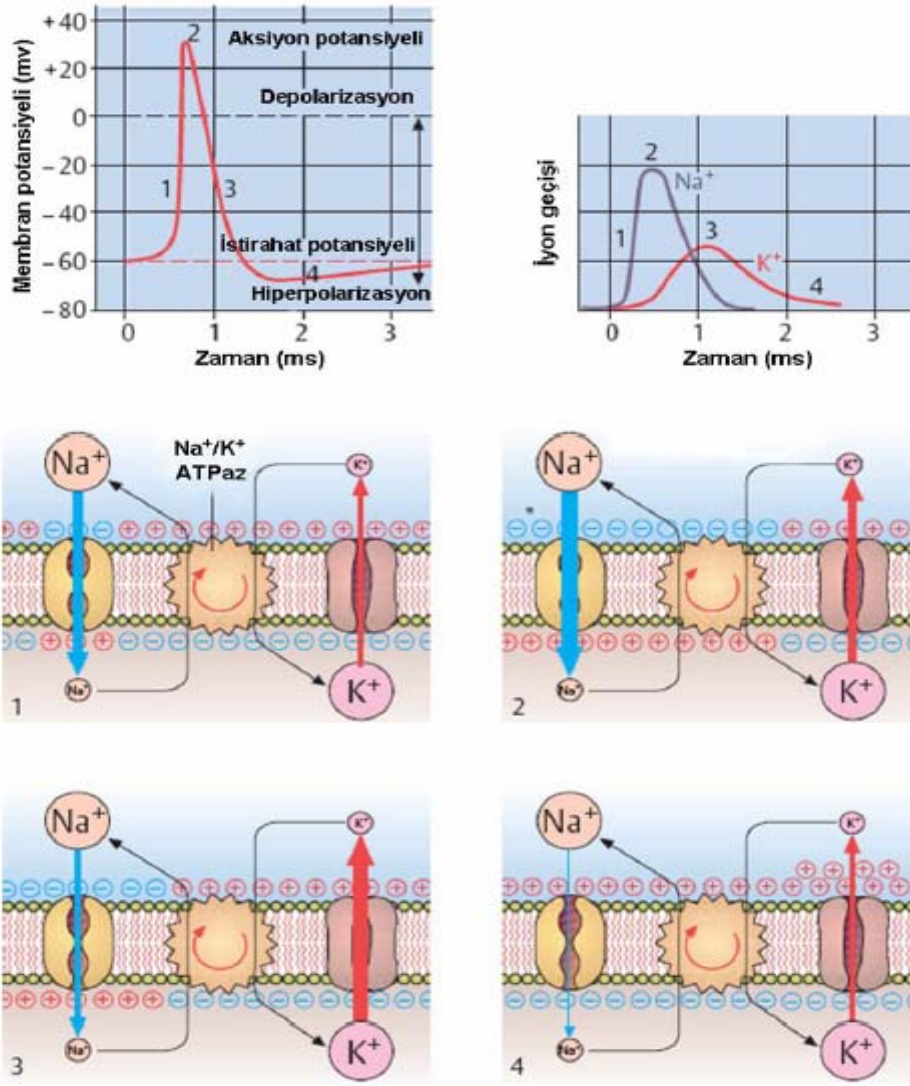 Membran potansiyeli (mv)
+40
+20
0
−20
−40
−60
−80
2
Aksiyon potansiyeli
Depolarizasyon
1
3
İstirahat potansiyeli
4
Hiperpolarizasyon
0 1 2 3
Zaman (ms)
İyon geçişi
2
Na+
1
3
K+
4
0 1 2 3
Zaman (ms)
Na+
Na+/K+
ATPaz
K+
Na+
K+
1
Na+
K+
*
Na+
K+
2
Na+
K+
Na+
K+
3
Na+
K+
Na+
K+
4